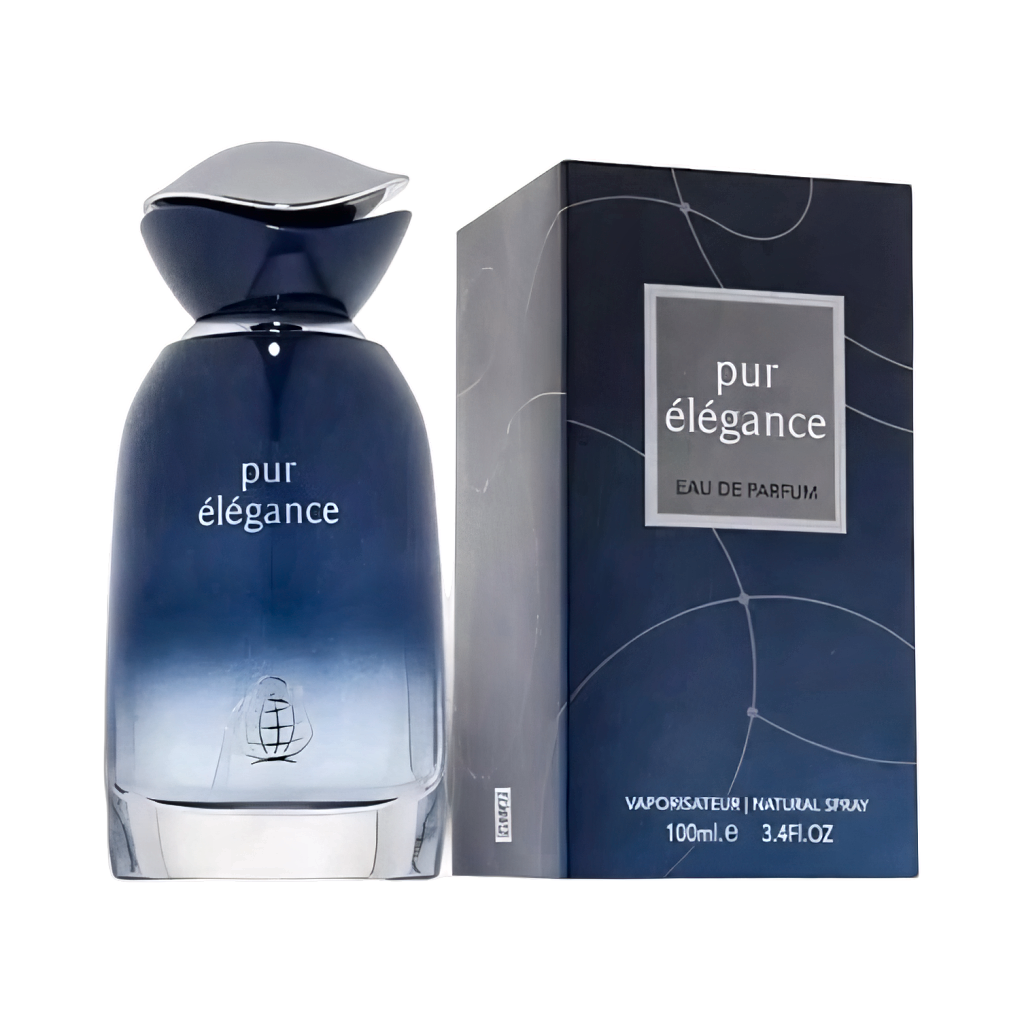 pur
élégance
pur
élégance
EAU DE PARFUM
VAPORISATEUR | NATURAL SPRAY
100ml.e 3.4Fl.OZ